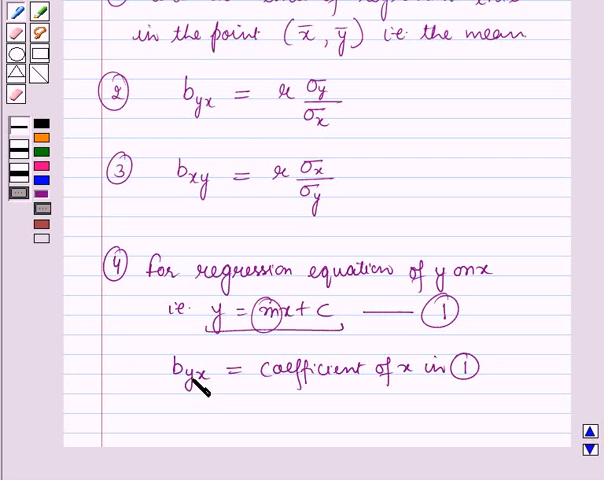 in the point (x̄, ȳ) i.e. the mean
② byx = r σy/σx
③ bxy = r σx/σy
④ for regression equation of y on x
i.e. y = mx + c —— ①
byx = coefficient of x in ①